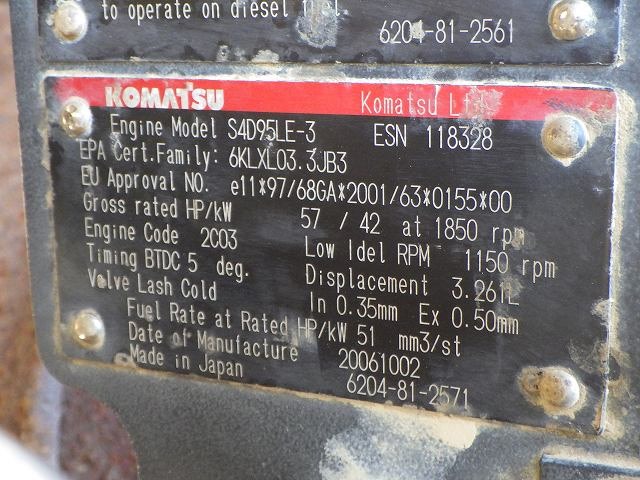 to operate on diesel fuel.
6204-81-2561
KOMATSU Komatsu Ltd.
Engine Model S4D95LE-3 ESN 118328
EPA Cert.Family: 6KLXL03.3JB3
EU Approval NO. e11*97/68GA*2001/63*0155*00
Gross rated HP/kW 57 / 42 at 1850 rpm
Engine Code 2C03 Low Idel RPM 1150 rpm
Timing BTDC 5 deg. Displacement 3.261L
Valve Lash Cold In 0.35mm Ex 0.50mm
Fuel Rate at Rated HP/kW 51 mm3/st
Date of Manufacture 20061002
Made in Japan 6204-81-2571